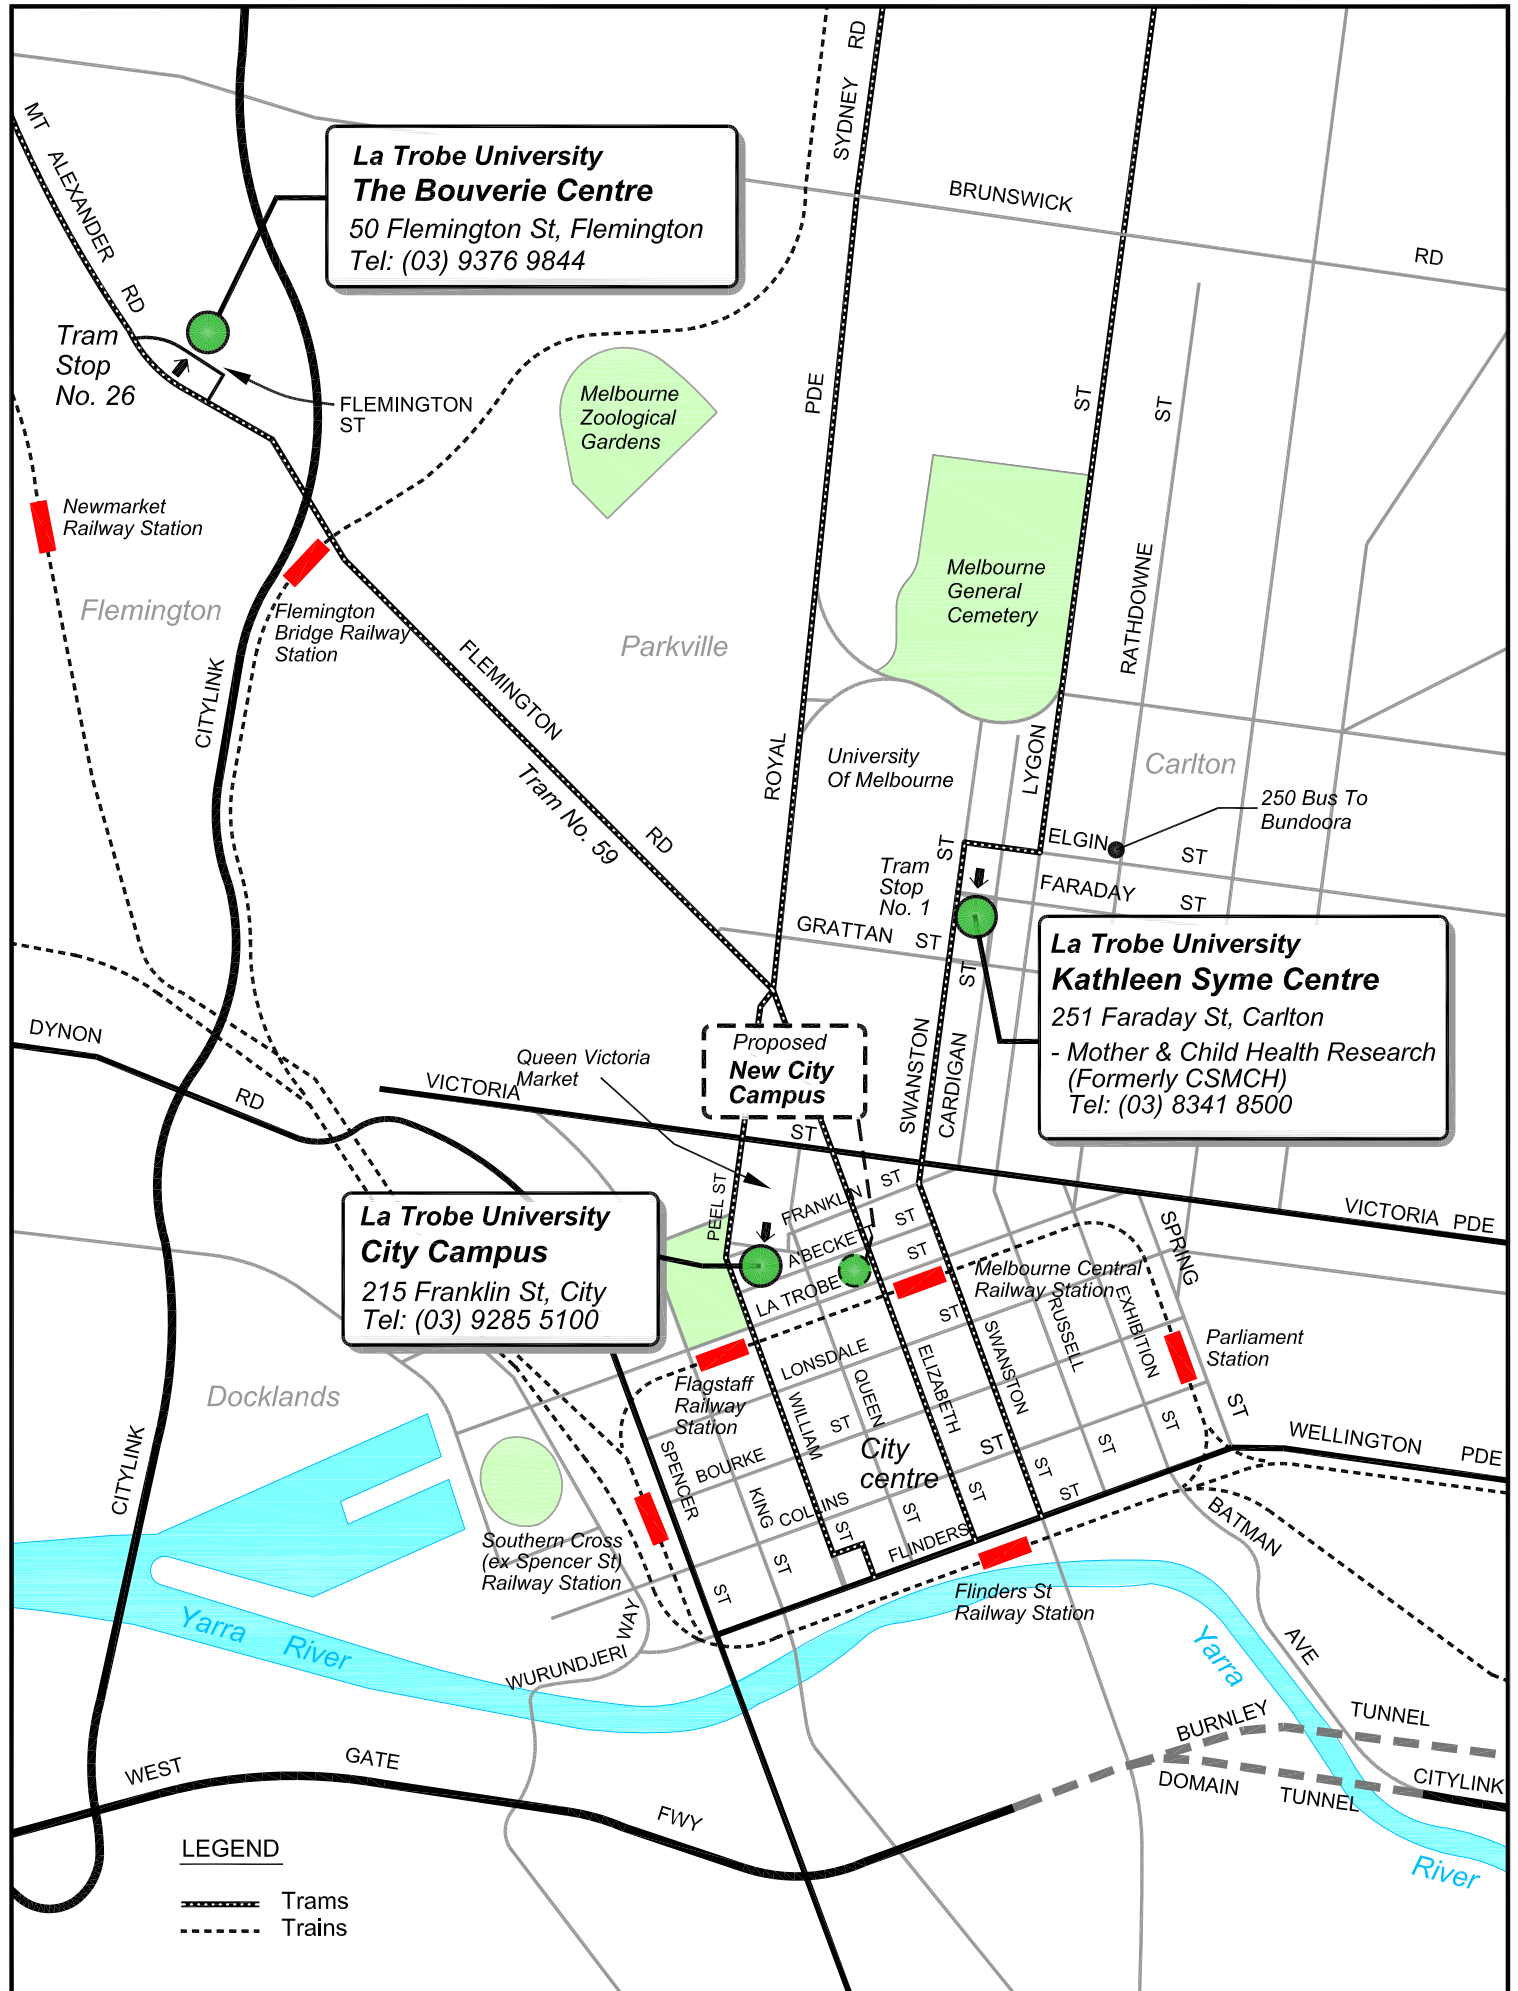 SYDNEY RD
MT ALEXANDER RD
La Trobe University
The Bouverie Centre
50 Flemington St, Flemington
Tel: (03) 9376 9844
BRUNSWICK RD
Tram
Stop
No. 26
FLEMINGTON
ST
Melbourne
Zoological
Gardens
PDE
ST
ST
Newmarket
Railway Station
Flemington
Flemington
Bridge Railway
Station
Parkville
Melbourne
General
Cemetery
RATHDOWNE
CITYLINK
FLEMINGTON RD
Tram No. 59
ROYAL
University
Of Melbourne
LYGON
Carlton
250 Bus To
Bundoora
ELGIN ST
ST
Tram
Stop
No. 1
FARADAY ST
GRATTAN ST
ST
La Trobe University
Kathleen Syme Centre
251 Faraday St, Carlton
- Mother & Child Health Research
(Formerly CSMCH)
Tel: (03) 8341 8500
DYNON RD
Queen Victoria
Market
VICTORIA ST
Proposed
New City
Campus
SWANSTON
CARDIGAN
PEEL ST
FRANKLIN ST
A'BECKETT ST
LA TROBE ST
VICTORIA PDE
SPRING
La Trobe University
City Campus
215 Franklin St, City
Tel: (03) 9285 5100
Melbourne Central
Railway Station
RUSSELL
EXHIBITION
Parliament
Station
Docklands
Flagstaff
Railway
Station
LONSDALE ST
WILLIAM
QUEEN
ELIZABETH
SWANSTON
ST
ST
ST
ST
WELLINGTON PDE
CITYLINK
SPENCER
BOURKE ST
City
centre
ST
KING
COLLINS ST
ST
ST
ST
ST
ST
FLINDERS
BATMAN
Southern Cross
(ex Spencer St)
Railway Station
ST
ST
Flinders St
Railway Station
Yarra River
WURUNDJERI WAY
Yarra
AVE
BURNLEY TUNNEL
WEST GATE FWY
DOMAIN TUNNEL
CITYLINK
River
LEGEND
Trams
Trains